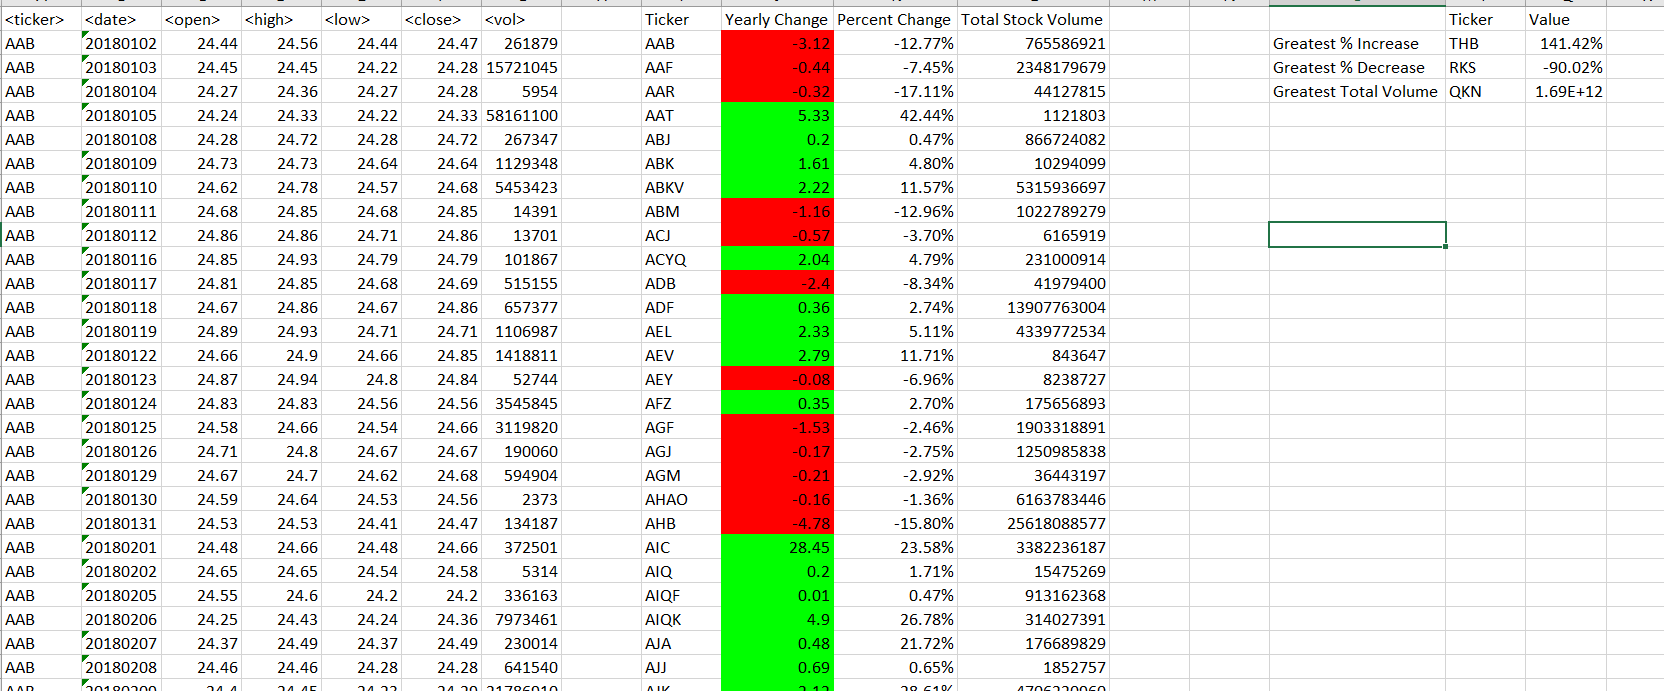 <ticker> <date> <open> <high> <low> <close> <vol> Ticker Yearly Change Percent Change Total Stock Volume Ticker Value
AAB 20180102 24.44 24.56 24.44 24.47 261879 AAB -3.12 -12.77% 765586921 Greatest % Increase THB 141.42%
AAB 20180103 24.45 24.45 24.22 24.28 15721045 AAF -0.44 -7.45% 2348179679 Greatest % Decrease RKS -90.02%
AAB 20180104 24.27 24.36 24.27 24.28 5954 AAR -0.32 -17.11% 44127815 Greatest Total Volume QKN 1.69E+12
AAB 20180105 24.24 24.33 24.22 24.33 58161100 AAT 5.33 42.44% 1121803
AAB 20180108 24.28 24.72 24.28 24.72 267347 ABJ 0.2 0.47% 866724082
AAB 20180109 24.73 24.73 24.64 24.64 1129348 ABK 1.61 4.80% 10294099
AAB 20180110 24.62 24.78 24.57 24.68 5453423 ABKV 2.22 11.57% 5315936697
AAB 20180111 24.68 24.85 24.68 24.85 14391 ABM -1.16 -12.96% 1022789279
AAB 20180112 24.86 24.86 24.71 24.86 13701 ACJ -0.57 -3.70% 6165919
AAB 20180116 24.85 24.93 24.79 24.79 101867 ACYQ 2.04 4.79% 231000914
AAB 20180117 24.81 24.85 24.68 24.69 515155 ADB -2.4 -8.34% 41979400
AAB 20180118 24.67 24.86 24.67 24.86 657377 ADF 0.36 2.74% 13907763004
AAB 20180119 24.89 24.93 24.71 24.71 1106987 AEL 2.33 5.11% 4339772534
AAB 20180122 24.66 24.9 24.66 24.85 1418811 AEV 2.79 11.71% 843647
AAB 20180123 24.87 24.94 24.8 24.84 52744 AEY -0.08 -6.96% 8238727
AAB 20180124 24.83 24.83 24.56 24.56 3545845 AFZ 0.35 2.70% 175656893
AAB 20180125 24.58 24.66 24.54 24.66 3119820 AGF -1.53 -2.46% 1903318891
AAB 20180126 24.71 24.8 24.67 24.67 190060 AGJ -0.17 -2.75% 1250985838
AAB 20180129 24.67 24.7 24.62 24.68 594904 AGM -0.21 -2.92% 36443197
AAB 20180130 24.59 24.64 24.53 24.56 2373 AHAO -0.16 -1.36% 6163783446
AAB 20180131 24.53 24.53 24.41 24.47 134187 AHB -4.78 -15.80% 25618088577
AAB 20180201 24.48 24.66 24.48 24.66 372501 AIC 28.45 23.58% 3382236187
AAB 20180202 24.65 24.65 24.54 24.58 5314 AIQ 0.2 1.71% 15475269
AAB 20180205 24.55 24.6 24.2 24.2 336163 AIQF 0.01 0.47% 913162368
AAB 20180206 24.25 24.43 24.24 24.36 7973461 AIQK 4.9 26.78% 314027391
AAB 20180207 24.37 24.49 24.37 24.49 230014 AJA 0.48 21.72% 176689829
AAB 20180208 24.46 24.46 24.28 24.28 641540 AJJ 0.69 0.65% 1852757